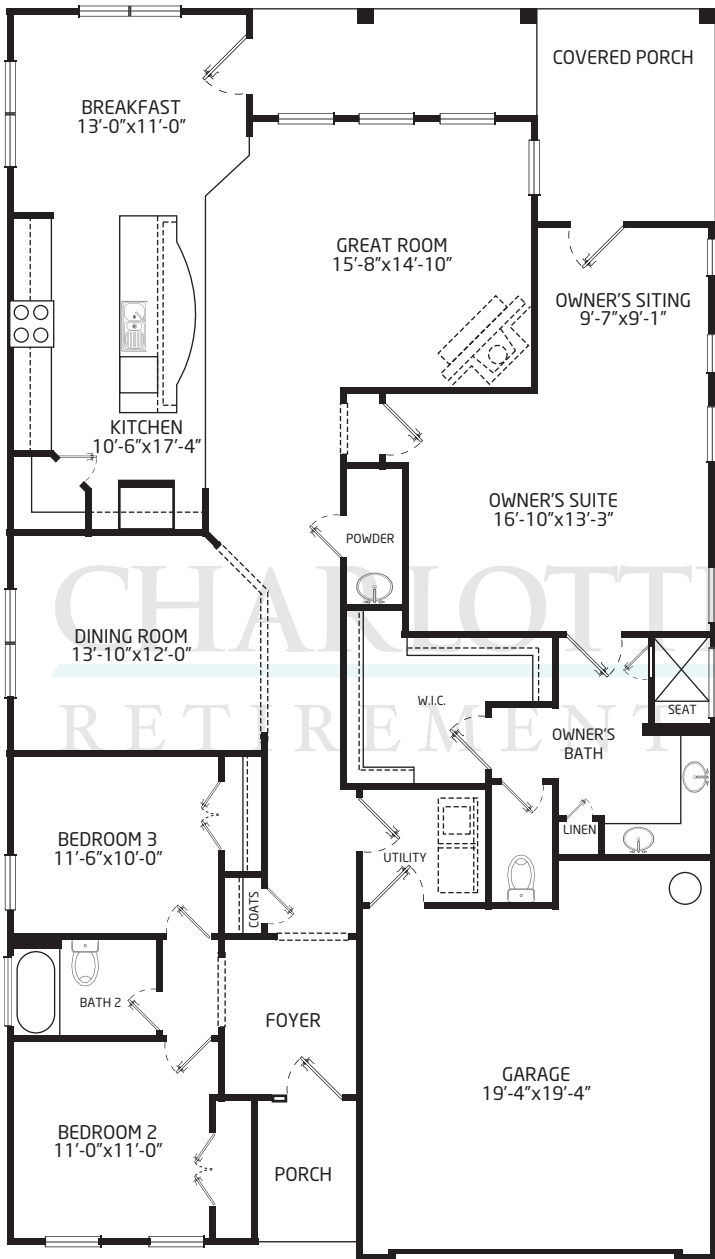 COVERED PORCH
BREAKFAST
13'-0"x11'-0"
GREAT ROOM
15'-8"x14'-10"
OWNER'S SITING
9'-7"x9'-1"
KITCHEN
10'-6"x17'-4"
OWNER'S SUITE
16'-10"x13'-3"
POWDER
CHARLOTT
DINING ROOM
13'-10"x12'-0"
W.I.C.
SEAT
RETIREMENT
OWNER'S
BATH
LINEN
BEDROOM 3
11'-6"x10'-0"
UTILITY
COATS
BATH 2
FOYER
GARAGE
19'-4"x19'-4"
BEDROOM 2
11'-0"x11'-0"
PORCH